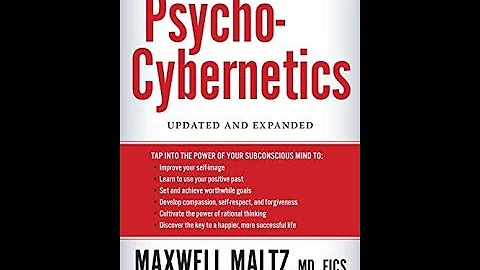 Psycho-
Cybernetics
UPDATED AND EXPANDED
TAP INTO THE POWER OF YOUR SUBCONSCIOUS MIND TO:
• Improve your self-image
• Learn to use your positive past
• Set and achieve worthwhile goals
• Develop compassion, self-respect, and forgiveness
• Cultivate the power of rational thinking
• Discover the key to a happier, more successful life
MAXWELL MALTZ, MD, FICS